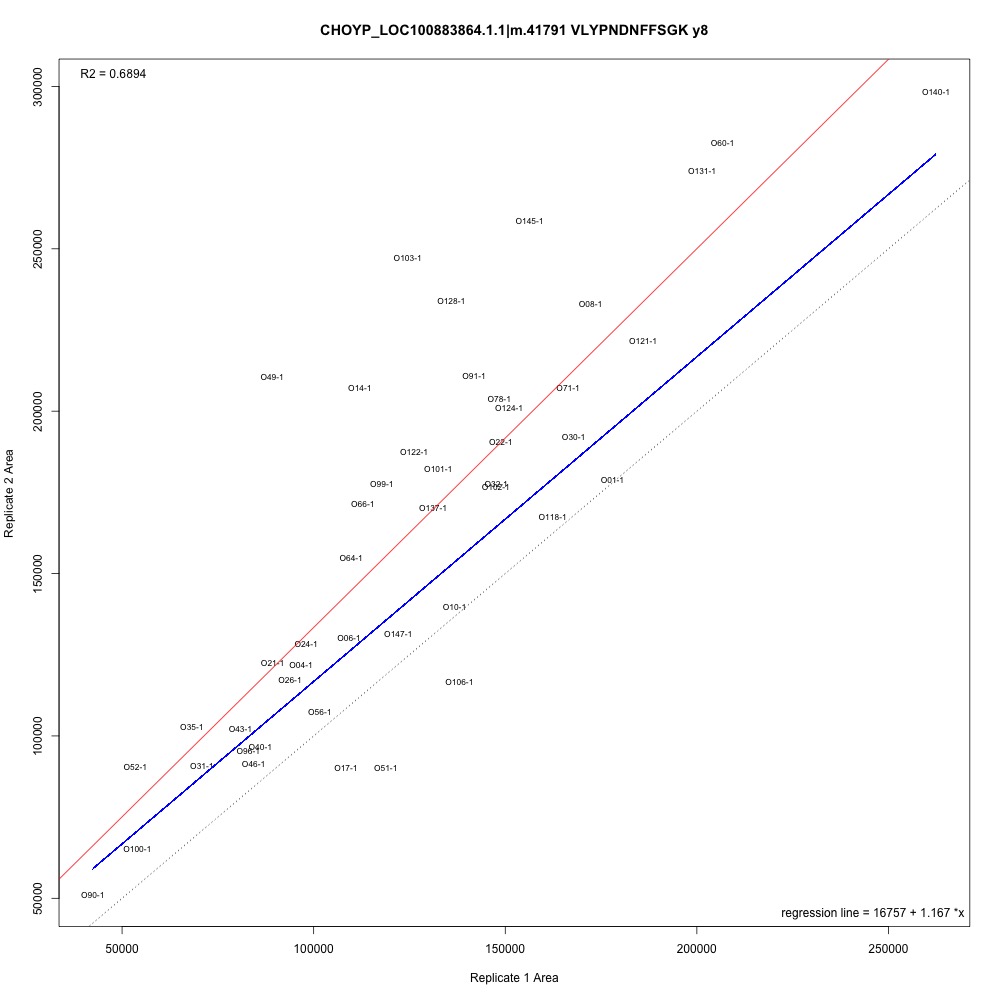 CHOYP_LOC100883864.1.1|m.41791 VLYPNDNFFSGK y8
R2 = 0.6894
300000
250000
200000
150000
100000
50000
Replicate 2 Area
O140-1
O60-1
O131-1
O145-1
O103-1
O128-1
O08-1
O121-1
O49-1
O91-1
O14-1
O71-1
O78-1
O124-1
O30-1
O22-1
O122-1
O101-1
O01-1
O99-1
O32-1
O102-1
O66-1
O137-1
O118-1
O64-1
O10-1
O147-1
O06-1
O24-1
O21-1
O04-1
O26-1
O106-1
O56-1
O35-1
O43-1
O40-1
O96-1
O46-1
O31-1
O52-1
O17-1
O51-1
O100-1
O90-1
regression line = 16757 + 1.167 *x
50000
100000
150000
200000
250000
Replicate 1 Area